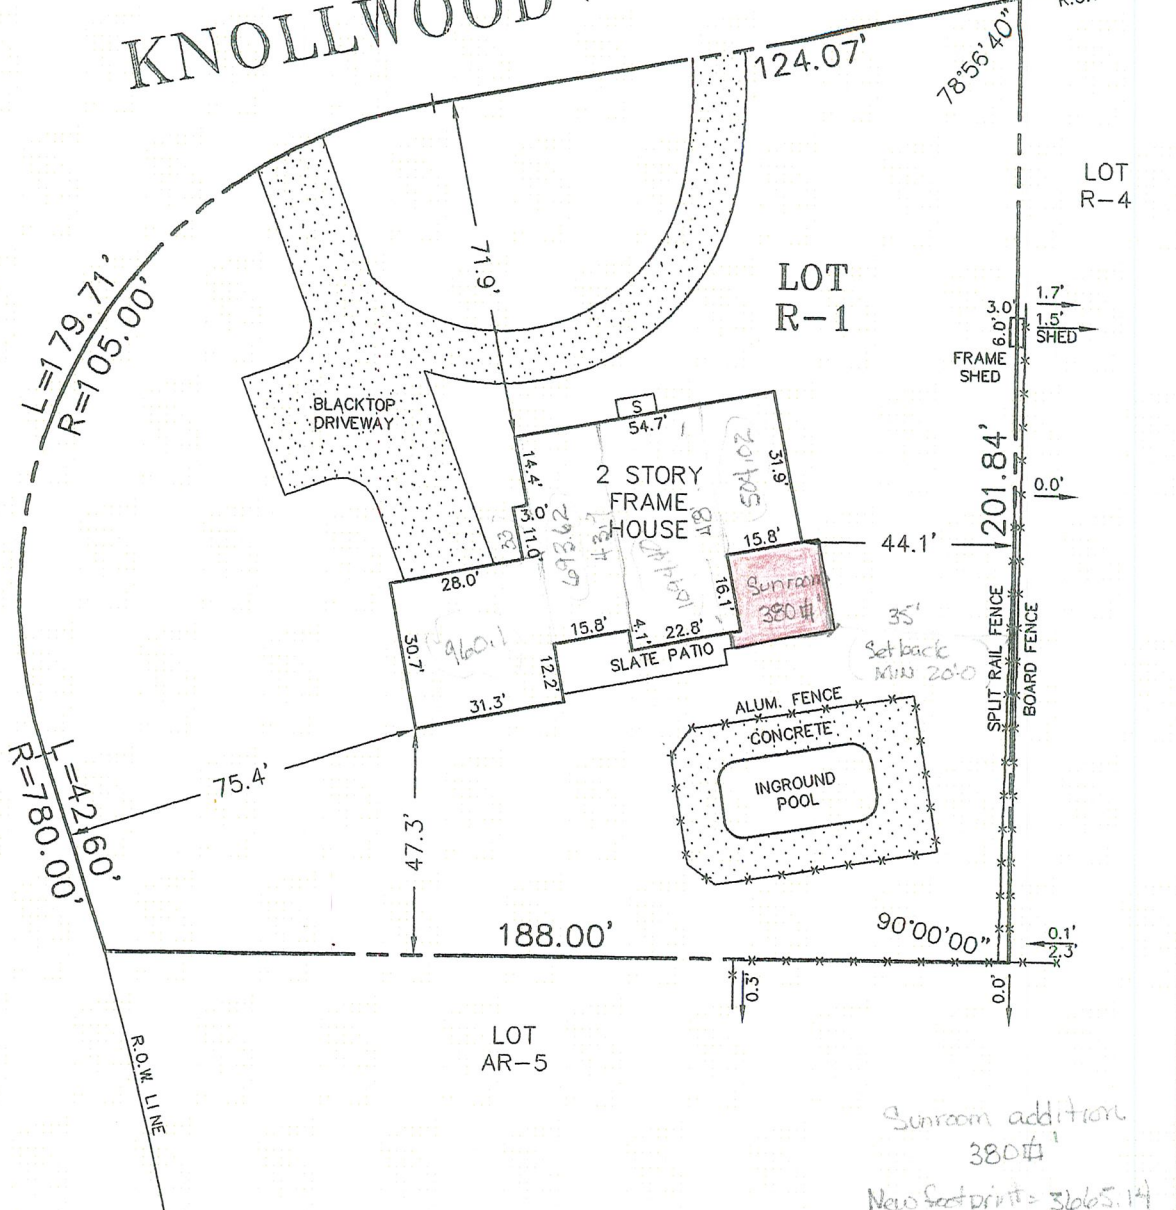 KNOLLWOOD
124.07'
78°56'40"
LOT
R-4
71.9'
LOT
R-1
L=179.71'
R=105.00'
1.7'
3.0'
1.5'
SHED
6.0'
FRAME
SHED
BLACKTOP
DRIVEWAY
S
54.7'
14.4'
2 STORY
FRAME
HOUSE
31.9'
504.02
201.84'
0.0'
3.0'
11.0'
693.62
48
15.8'
44.1'
28.0'
16.1'
Sunroom
380
30.7'
960.1
15.8'
4.1'
22.8'
35'
Setback
MIN 20'0
SLATE PATIO
12.2'
31.3'
SPLIT RAIL FENCE
BOARD FENCE
ALUM. FENCE
CONCRETE
INGROUND
POOL
75.4'
L=42.60'
R=780.00'
47.3'
188.00'
90°00'00"
0.1'
2.3'
0.3'
0.0'
LOT
AR-5
R.O.W. LINE
Sunroom addition
380
New footprint = 3665.14